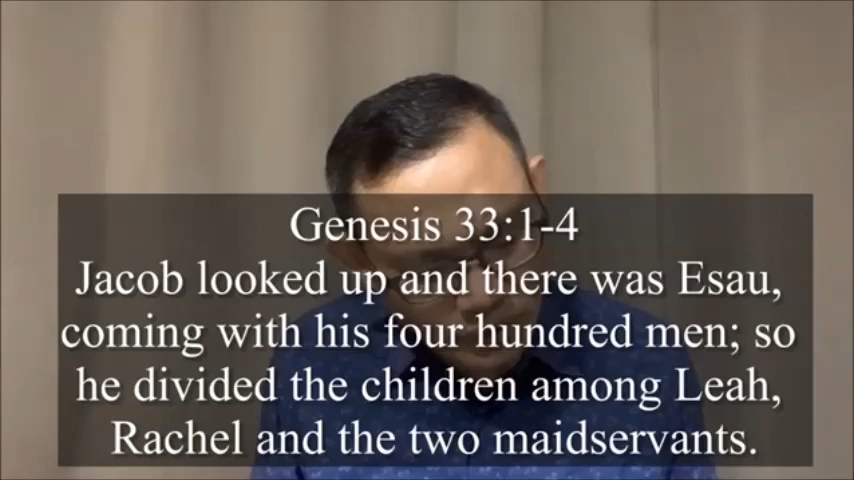 Genesis 33:1-4
Jacob looked up and there was Esau,
coming with his four hundred men; so
he divided the children among Leah,
Rachel and the two maidservants.